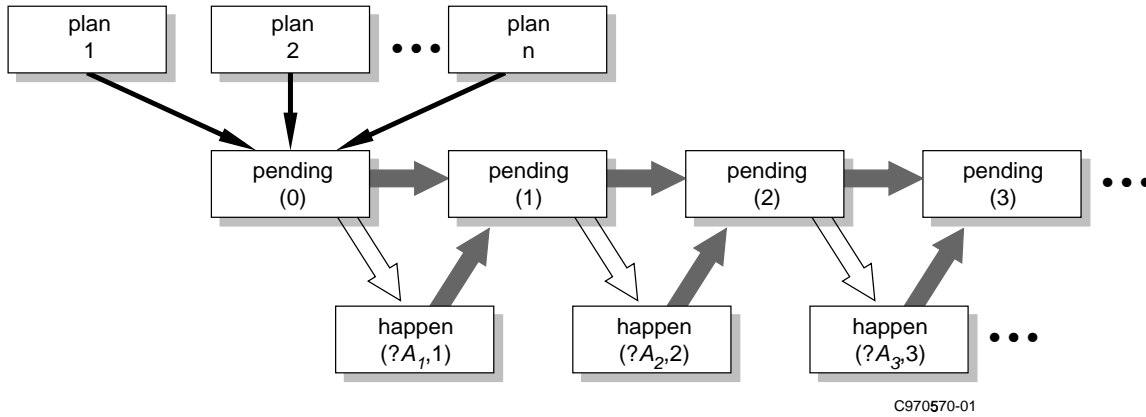 plan
1
plan
2
•••
plan
n
pending
(0)
pending
(1)
pending
(2)
pending
(3)
•••
happen
(?A1,1)
happen
(?A2,2)
happen
(?A3,3)
•••
C970570-01